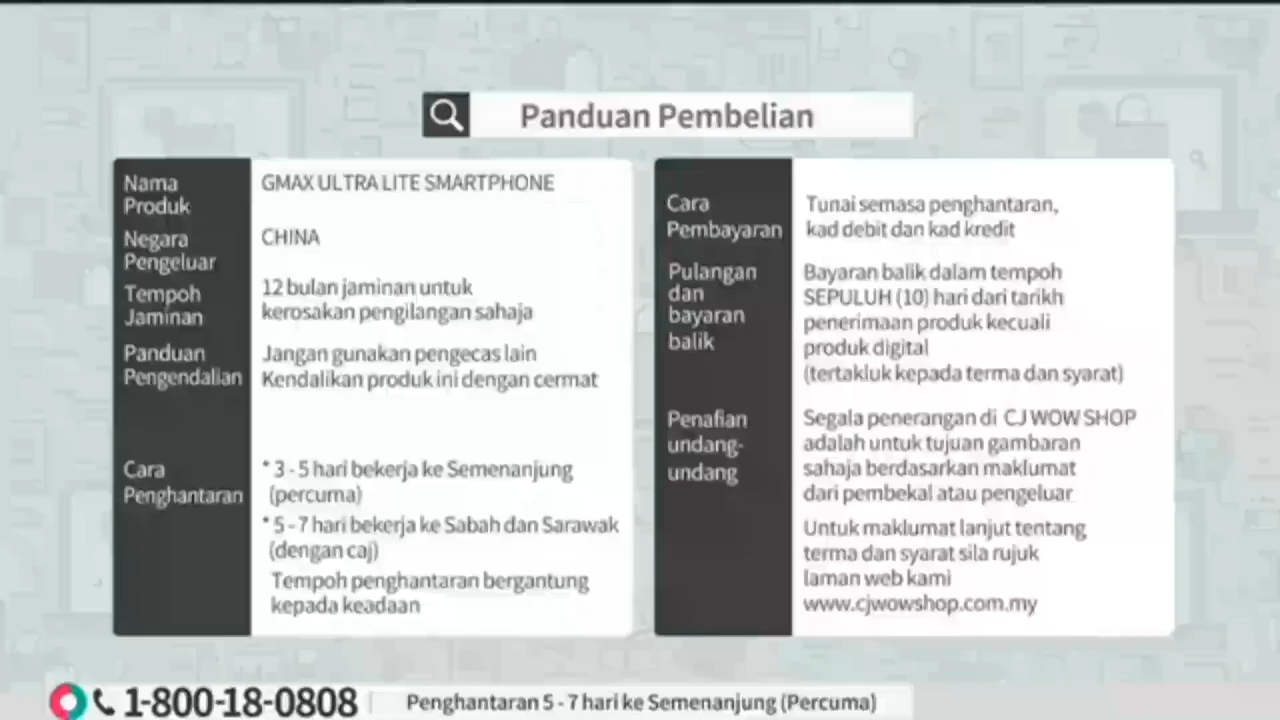 Panduan Pembelian
Nama
Produk
GMAX ULTRA LITE SMARTPHONE
Negara
Pengeluar
CHINA
Tempoh
Jaminan
12 bulan jaminan untuk
kerosakan pengilangan sahaja
Panduan
Pengendalian
Jangan gunakan pengecas lain
Kendalikan produk ini dengan cermat
Cara
Penghantaran
* 3 - 5 hari bekerja ke Semenanjung
(percuma)
* 5 - 7 hari bekerja ke Sabah dan Sarawak
(dengan caj)
Tempoh penghantaran bergantung
kepada keadaan
Cara
Pembayaran
Tunai semasa penghantaran,
kad debit dan kad kredit
Pulangan
dan
bayaran
balik
Bayaran balik dalam tempoh
SEPULUH (10) hari dari tarikh
penerimaan produk kecuali
produk digital
(tertakluk kepada terma dan syarat)
Penafian
undang-
undang
Segala penerangan di CJ WOW SHOP
adalah untuk tujuan gambaran
sahaja berdasarkan maklumat
dari pembekal atau pengeluar
Untuk maklumat lanjut tentang
terma dan syarat sila rujuk
laman web kami
www.cjwowshop.com.my
1-800-18-0808
Penghantaran 5 - 7 hari ke Semenanjung (Percuma)